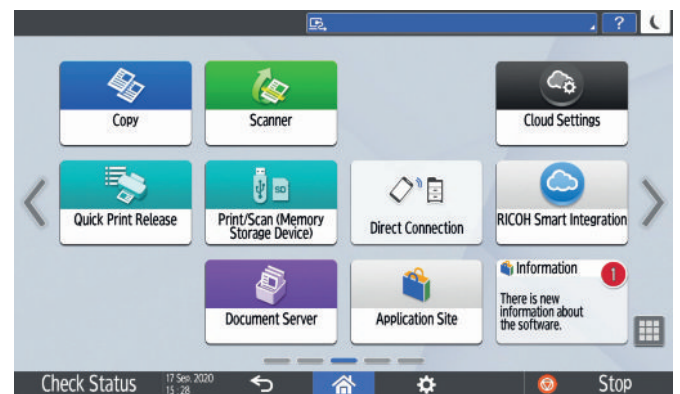 ?
Copy
Scanner
Cloud Settings
Quick Print Release
SD
Print/Scan (Memory
Storage Device)
Direct Connection
RICOH Smart Integration
Document Server
Application Site
Information
1
There is new
information about
the software.
Check Status
17 Sep. 2020
15 : 28
Stop